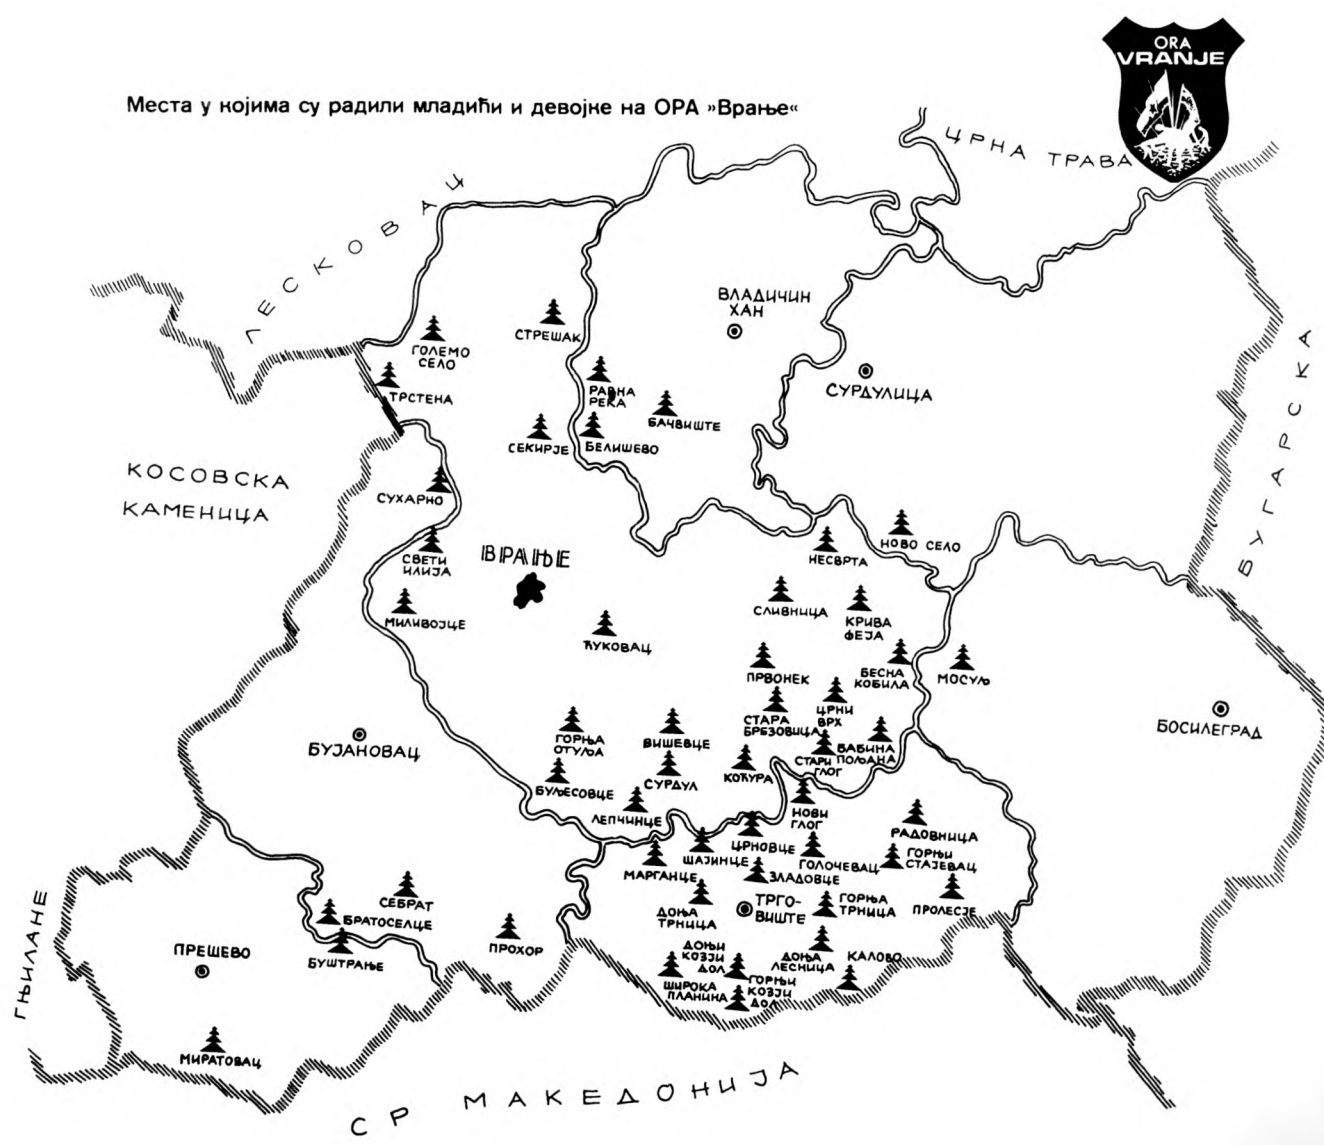 ORA
VRANJE
Места у којима су радили младићи и девојке на ОРА »Врање«
ЦРНА ТРАВА
ЛЕСКОВАЦ
ВЛАДИЧИН
ХАН
СТРЕШАК
ГОЛЕМО
СЕЛО
ТРСТЕНА
РАВНА
РЕКА
СУРДУЛИЦА
БАЧВИШТЕ
СЕКИРЈЕ
БЕЛИШЕВО
БУГАРСКА
КОСОВСКА
КАМЕНИЦА
СУХАРНО
СВЕТИ
ИЛИЈА
ВРАЊЕ
НЕСВРТА
НОВО СЕЛО
МИЛИВОЈЦЕ
ЋУКОВАЦ
СЛИВНИЦА
КРИВА
ФЕЈА
ПРВОНЕК
БЕСНА
КОБИЛА
МОСУЉ
БУЈАНОВАЦ
ГОРЊА
ОТУЉА
ВИШЕВЦЕ
СТАРА
БРЕЗОВИЦА
ЦРНИ
ВРХ
БАБИНА
ПОЉАНА
БОСИЛЕГРАД
БУЉЕСОВЦЕ
СУРДУЛ
КОЋУРА
СТАРИ
ГЛОГ
ЛЕПЧИНЦЕ
НОВИ
ГЛОГ
РАДОВНИЦА
МАРГАНЦЕ
ШАЈИНЦЕ
ЦРНОВЦЕ
ГОЛОЧЕВАЦ
ГОРЊИ
СТАЈЕВАЦ
ЗЛАДОВЦЕ
СЕБРАТ
БРАТОСЕЛЦЕ
ДОЊА
ТРНИЦА
ТРГО-
ВИШТЕ
ГОРЊА
ТРНИЦА
ПРОЛЕСЈЕ
ГЊИЛАНЕ
ПРЕШЕВО
БУШТРАЊЕ
ПРОХОР
ДОЊИ
КОЗЈИ
ДОЛ
ДОЊА
ЛЕСНИЦА
КАЛОВО
ШИРОКА
ПЛАНИНА
ГОРЊИ
КОЗЈИ
ДОЛ
МИРАТОВАЦ
СР МАКЕДОНИЈА